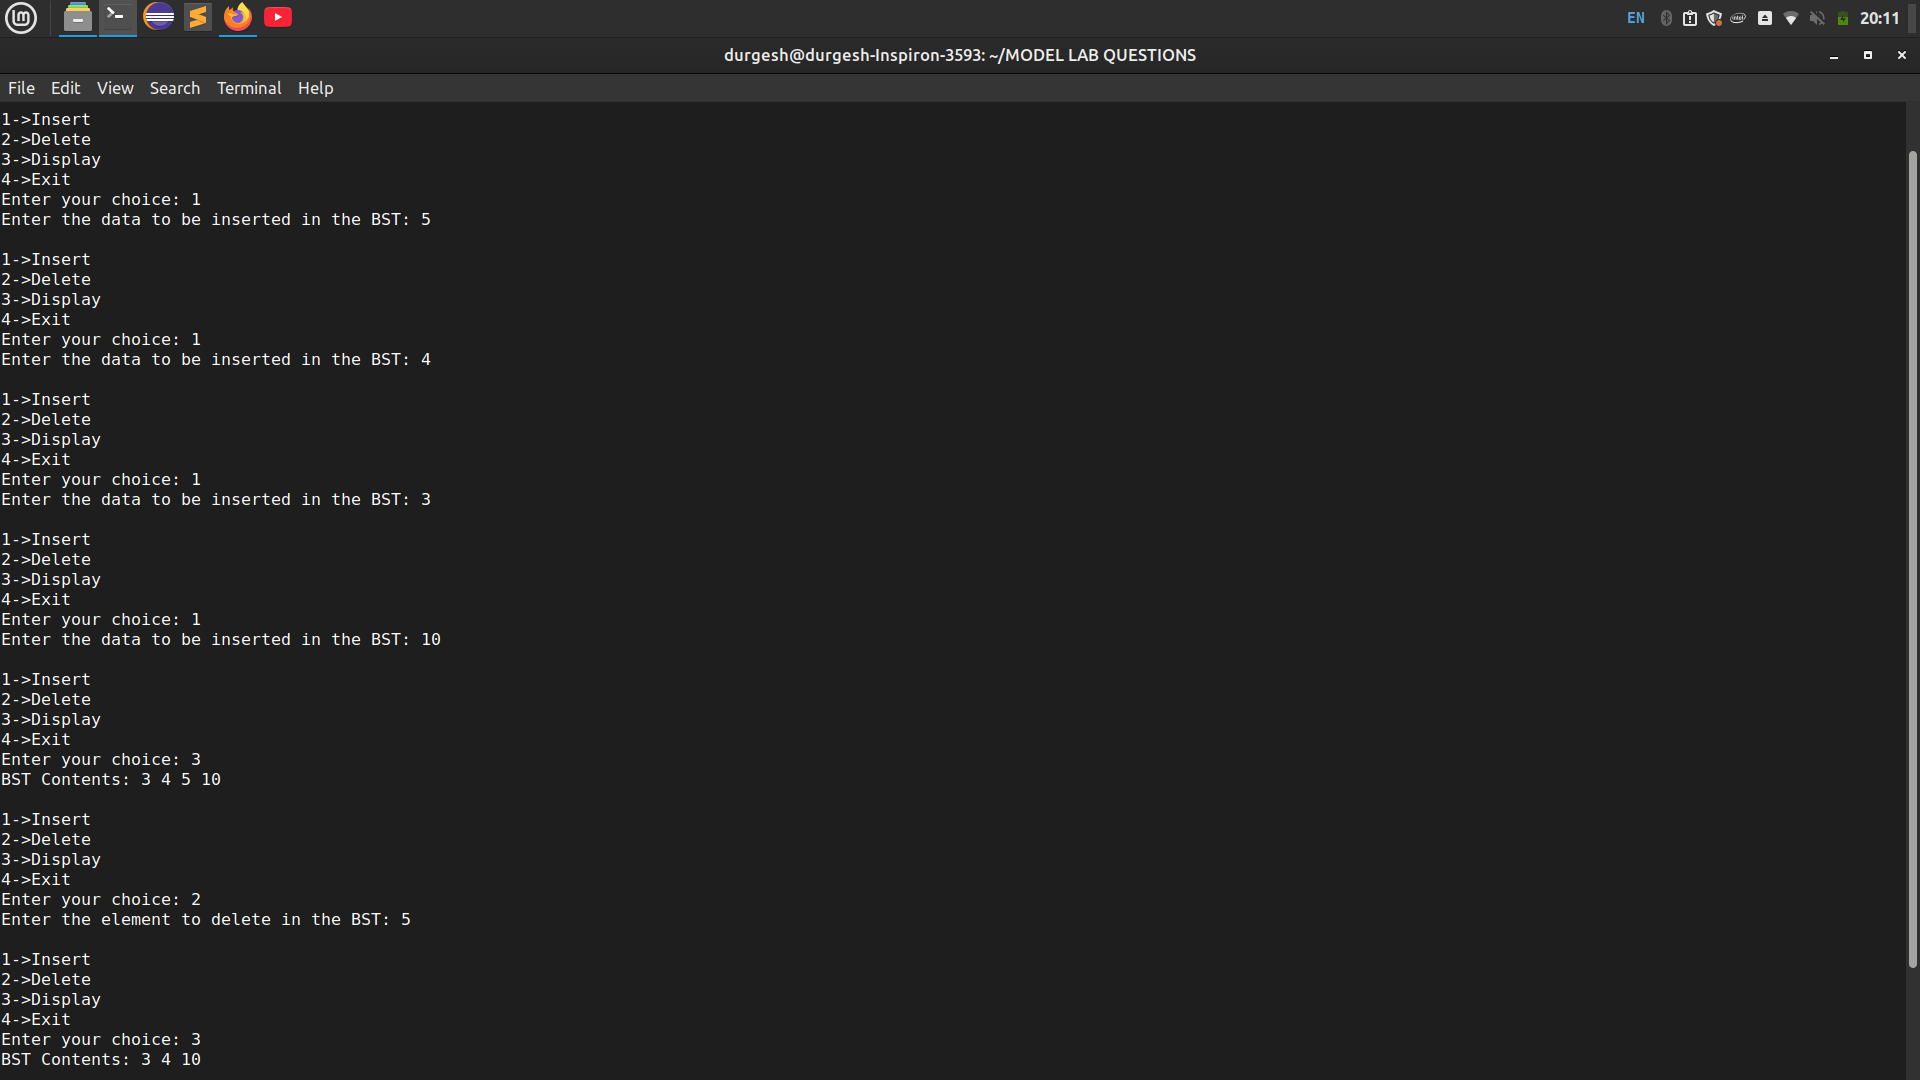 lm
EN
20:11
durgesh@durgesh-Inspiron-3593: ~/MODEL LAB QUESTIONS
File Edit View Search Terminal Help
1->Insert
2->Delete
3->Display
4->Exit
Enter your choice: 1
Enter the data to be inserted in the BST: 5
1->Insert
2->Delete
3->Display
4->Exit
Enter your choice: 1
Enter the data to be inserted in the BST: 4
1->Insert
2->Delete
3->Display
4->Exit
Enter your choice: 1
Enter the data to be inserted in the BST: 3
1->Insert
2->Delete
3->Display
4->Exit
Enter your choice: 1
Enter the data to be inserted in the BST: 10
1->Insert
2->Delete
3->Display
4->Exit
Enter your choice: 3
BST Contents: 3 4 5 10
1->Insert
2->Delete
3->Display
4->Exit
Enter your choice: 2
Enter the element to delete in the BST: 5
1->Insert
2->Delete
3->Display
4->Exit
Enter your choice: 3
BST Contents: 3 4 10